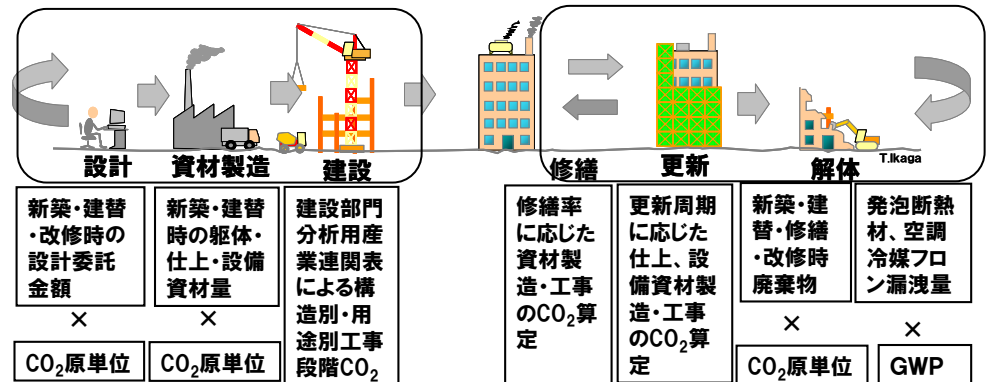 設計
資材製造
建設
修繕
更新
解体
T.Ikaga
新築・建替
・改修時の
設計委託
金額
×
CO₂原単位
新築・建替
時の躯体・
仕上・設備
資材量
×
CO₂原単位
建設部門
分析用産
業連関表
による構
造別・用
途別工事
段階CO₂
修繕率
に応じた
資材製
造・工事
のCO₂算
定
更新周期
に応じた
仕上、設
備資材製
造・工事
のCO₂算
定
新築・建
替・修繕
・改修時
廃棄物
×
CO₂原単位
発泡断熱
材、空調
冷媒フロ
ン漏洩量
×
GWP